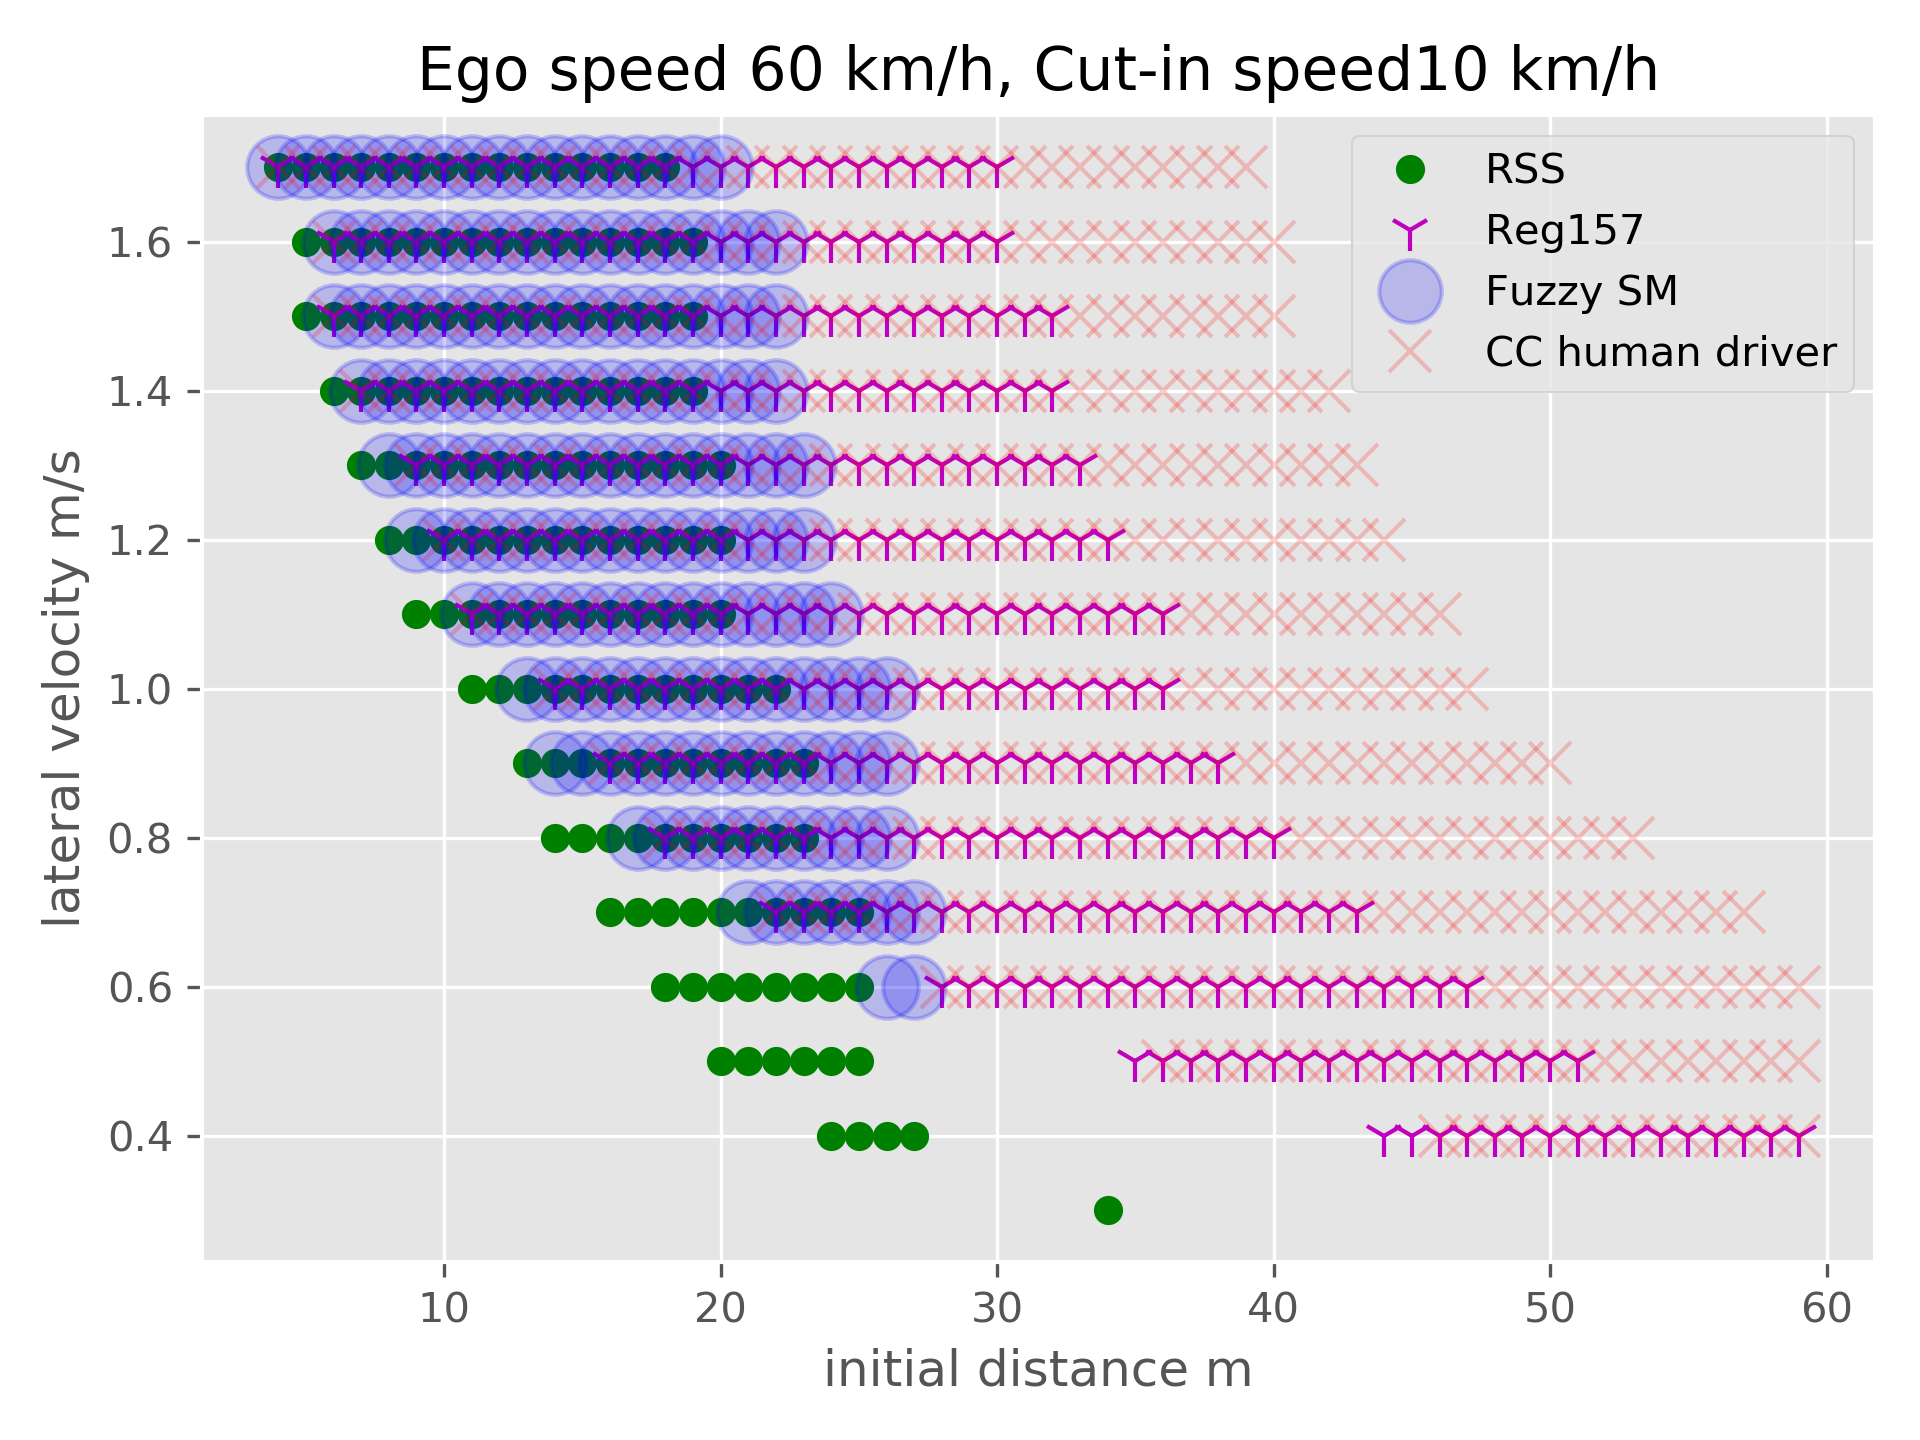 Ego speed 60 km/h, Cut-in speed10 km/h
RSS
Reg157
Fuzzy SM
CC human driver
lateral velocity m/s
1.6
1.4
1.2
1.0
0.8
0.6
0.4
10 20 30 40 50 60
initial distance m